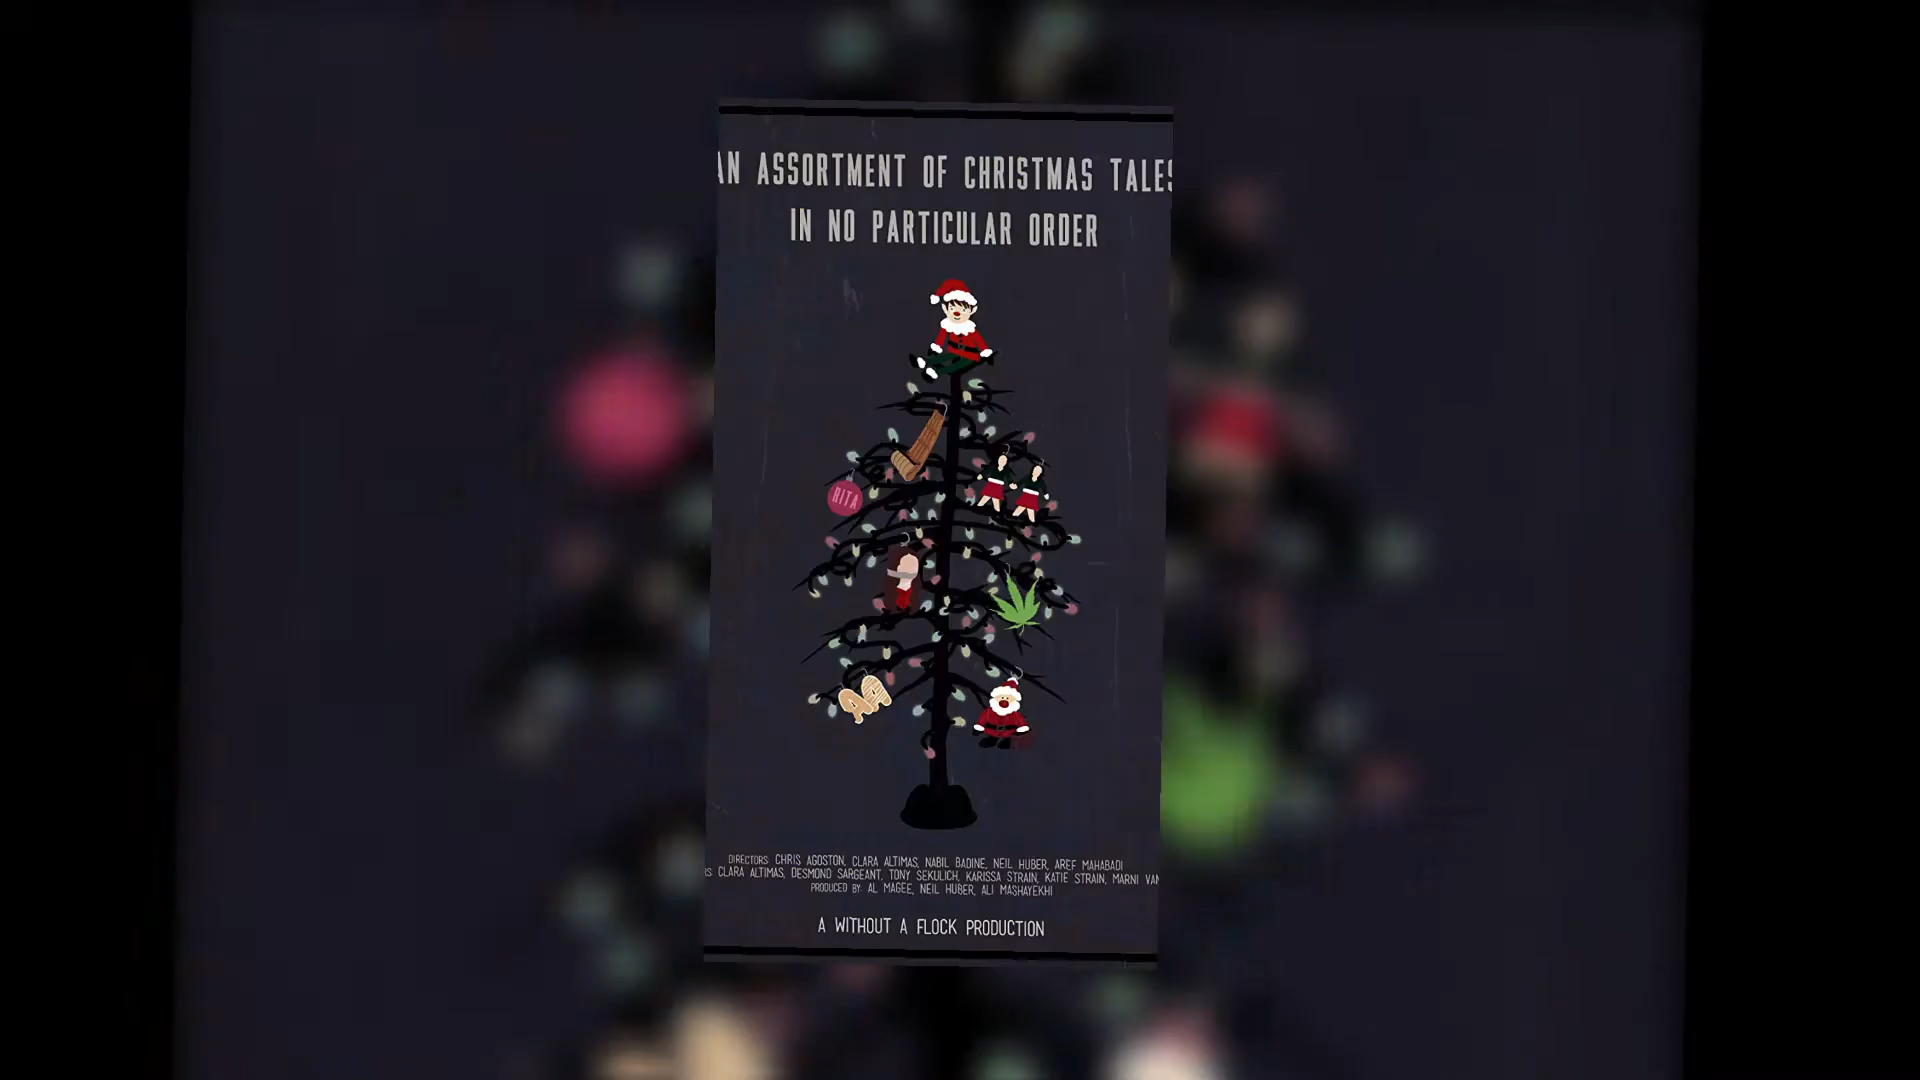 AN ASSORTMENT OF CHRISTMAS TALES
IN NO PARTICULAR ORDER
RITA
AA
DIRECTORS: CHRIS AGOSTON, CLARA ALTIMAS, NABIL BADINE, NEIL HUBER, AREF MAHABADI
CLARA ALTIMAS, DESMOND SARGEANT, TONY SEKULICH, KARISSA STRAIN, KATIE STRAIN, MARNI VAN
PRODUCED BY: AL MAGEE, NEIL HUBER, ALI MASHAYEKHI
A WITHOUT A FLOCK PRODUCTION